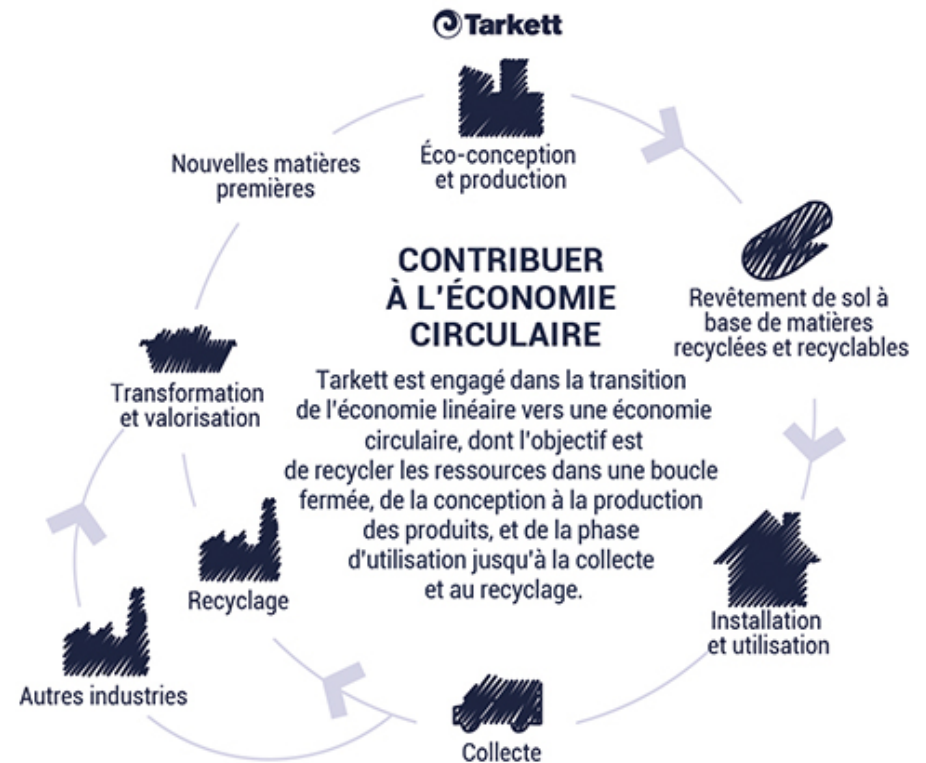 Tarkett
Éco-conception
et production
Nouvelles matières
premières
Revêtement de sol à
base de matières
recyclées et recyclables
CONTRIBUER
À L'ÉCONOMIE
CIRCULAIRE
Tarkett est engagé dans la transition
de l'économie linéaire vers une économie
circulaire, dont l'objectif est
de recycler les ressources dans une boucle
fermée, de la conception à la production
des produits, et de la phase
d'utilisation jusqu'à la collecte
et au recyclage.
Transformation
et valorisation
Recyclage
Installation
et utilisation
Autres industries
Collecte